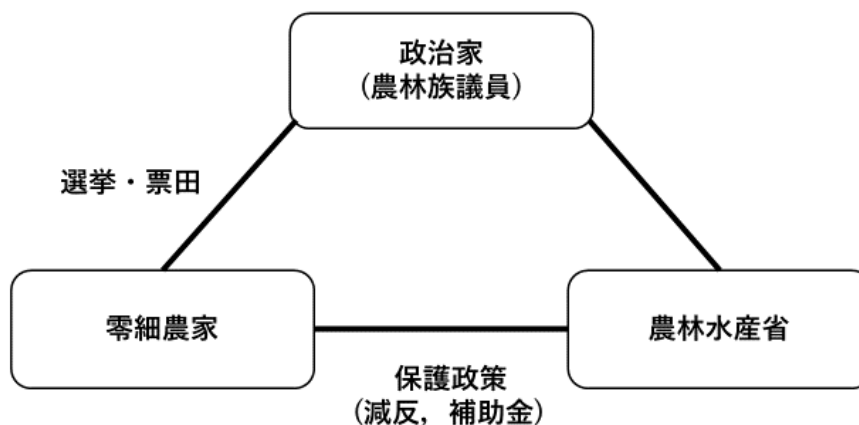 政治家
(農林族議員)
選挙・票田
零細農家
農林水産省
保護政策
(減反，補助金)